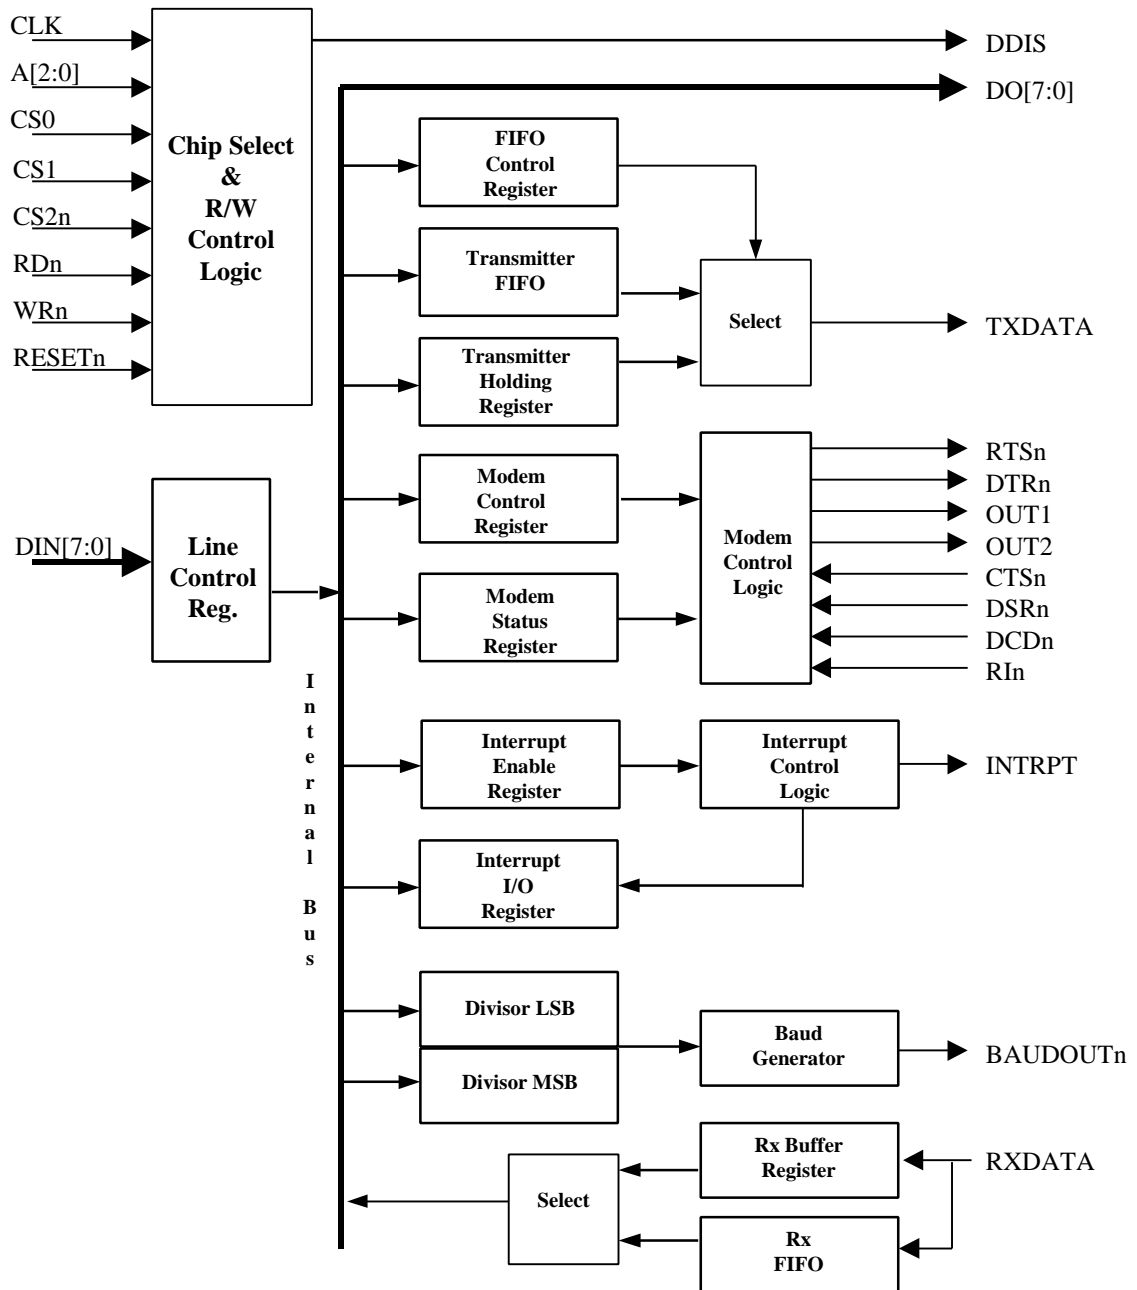 CLK
A[2:0]
CS0
CS1
CS2n
RDn
WRn
RESETn
Chip Select
&
R/W
Control
Logic
DDIS
DO[7:0]
FIFO
Control
Register
Transmitter
FIFO
Transmitter
Holding
Register
Select
TXDATA
DIN[7:0]
Line
Control
Reg.
Internal Bus
Modem
Control
Register
Modem
Status
Register
Modem
Control
Logic
RTSn
DTRn
OUT1
OUT2
CTSn
DSRn
DCDn
RIn
Interrupt
Enable
Register
Interrupt
Control
Logic
INTRPT
Interrupt
I/O
Register
Divisor LSB
Divisor MSB
Baud
Generator
BAUDOUTn
Rx Buffer
Register
RXDATA
Select
Rx
FIFO